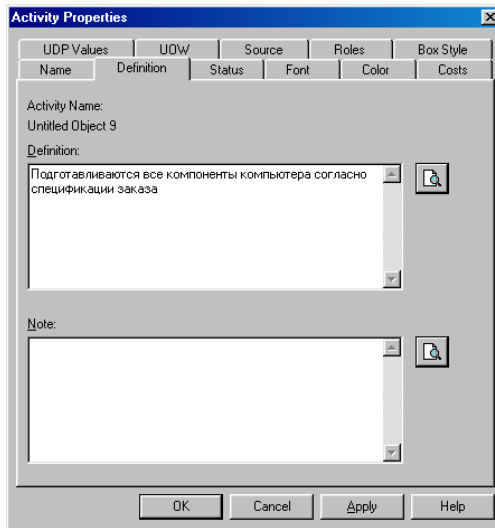 Activity Properties
UDP Values UOW Source Roles Box Style
Name Definition Status Font Color Costs
Activity Name:
Untitled Object 9
Definition:
Подготавливаются все компоненты компьютера согласно
спецификации заказа
Note:
OK Cancel Apply Help